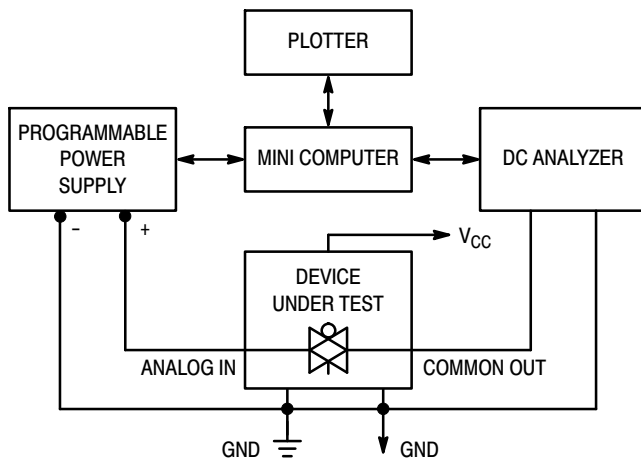 PLOTTER
PROGRAMMABLE
POWER
SUPPLY
MINI COMPUTER
DC ANALYZER
– +
VCC
DEVICE
UNDER TEST
ANALOG IN
COMMON OUT
GND
GND